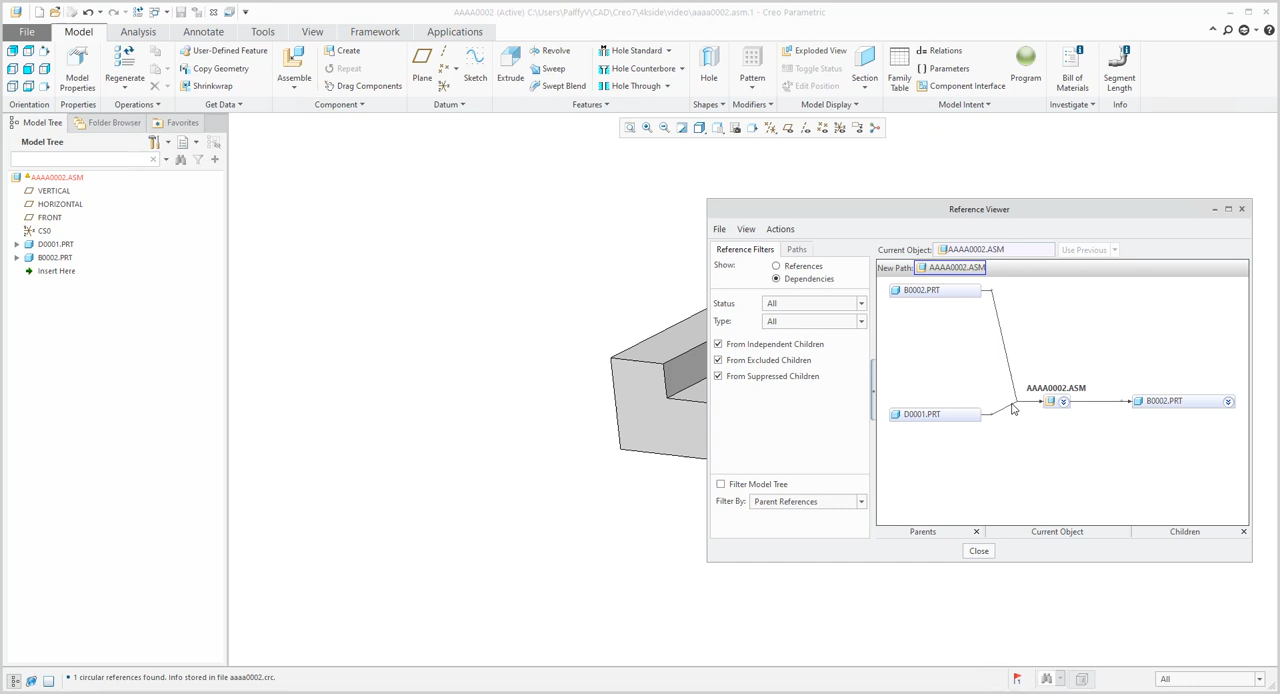 AAAA0002 (Active) C:\Users\PalffyV\CAD\Creo7\4kside\video\aaaa0002.asm.1 - Creo Parametric
File Model Analysis Annotate Tools View Framework Applications
Model Properties
Regenerate
User-Defined Feature
Copy Geometry
Shrinkwrap
Assemble
Create
Repeat
Drag Components
Plane
Sketch
Extrude
Revolve
Sweep
Swept Blend
Hole Standard
Hole Counterbore
Hole Through
Hole
Pattern
Exploded View
Toggle Status
Edit Position
Section
Family Table
Relations
Parameters
Component Interface
Program
Bill of Materials
Segment Length
Orientation Properties Operations Get Data Component Datum Features Shapes Modifiers Model Display Model Intent Investigate Info
Model Tree Folder Browser Favorites
Model Tree
AAAA0002.ASM
VERTICAL
HORIZONTAL
FRONT
CS0
D0001.PRT
B0002.PRT
Insert Here
Reference Viewer
File View Actions
Reference Filters Paths
Current Object: AAAA0002.ASM Use Previous
Show: References
Dependencies
Status All
Type: All
From Independent Children
From Excluded Children
From Suppressed Children
Filter Model Tree
Filter By: Parent References
New Path: AAAA0002.ASM
B0002.PRT
AAAA0002.ASM
B0002.PRT
D0001.PRT
Parents Current Object Children
Close
1 circular references found. Info stored in file aaaa0002.crc.
All